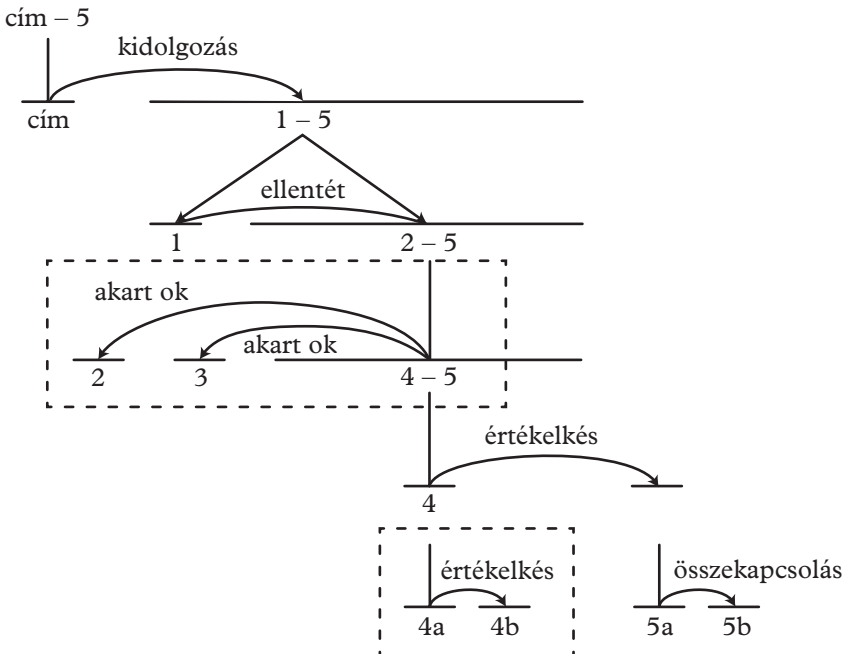 cím – 5
kidolgozás
cím
1 – 5
ellentét
1
2 – 5
akart ok
akart ok
2
3
4 – 5
értékelkés
4
értékelkés
összekapcsolás
4a
4b
5a
5b